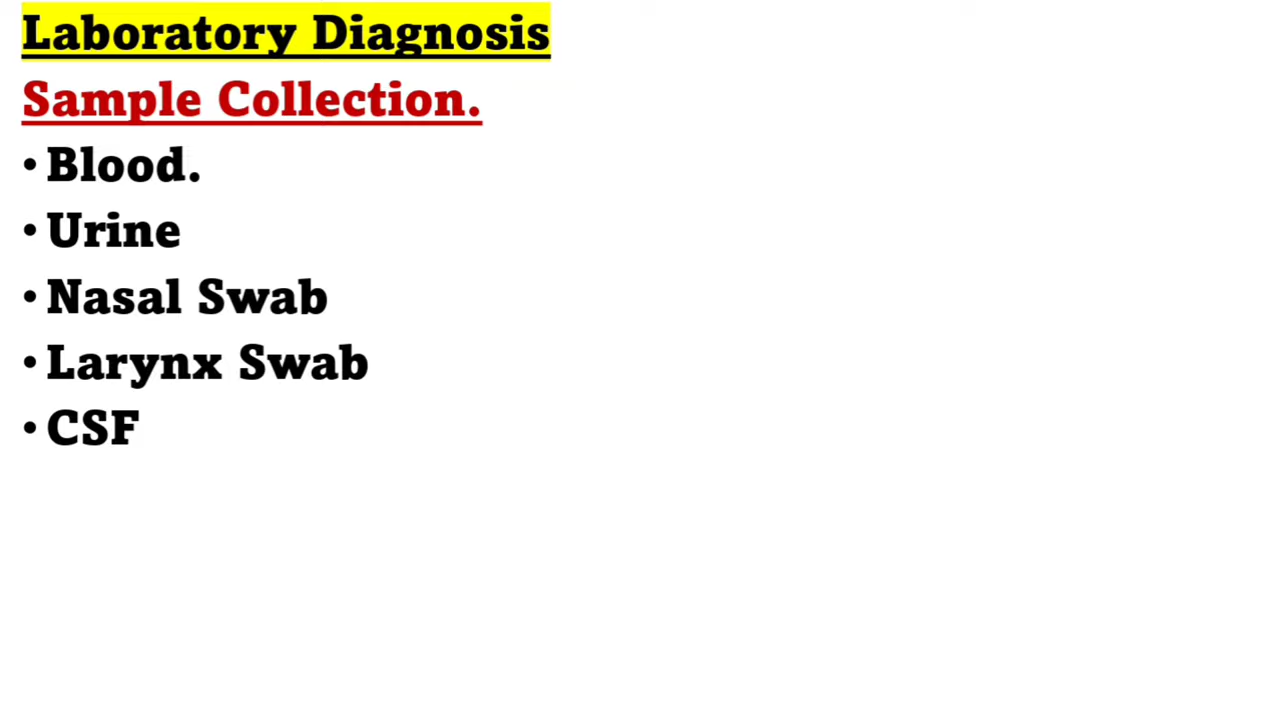 Laboratory Diagnosis
Sample Collection.
• Blood.
• Urine
• Nasal Swab
• Larynx Swab
• CSF